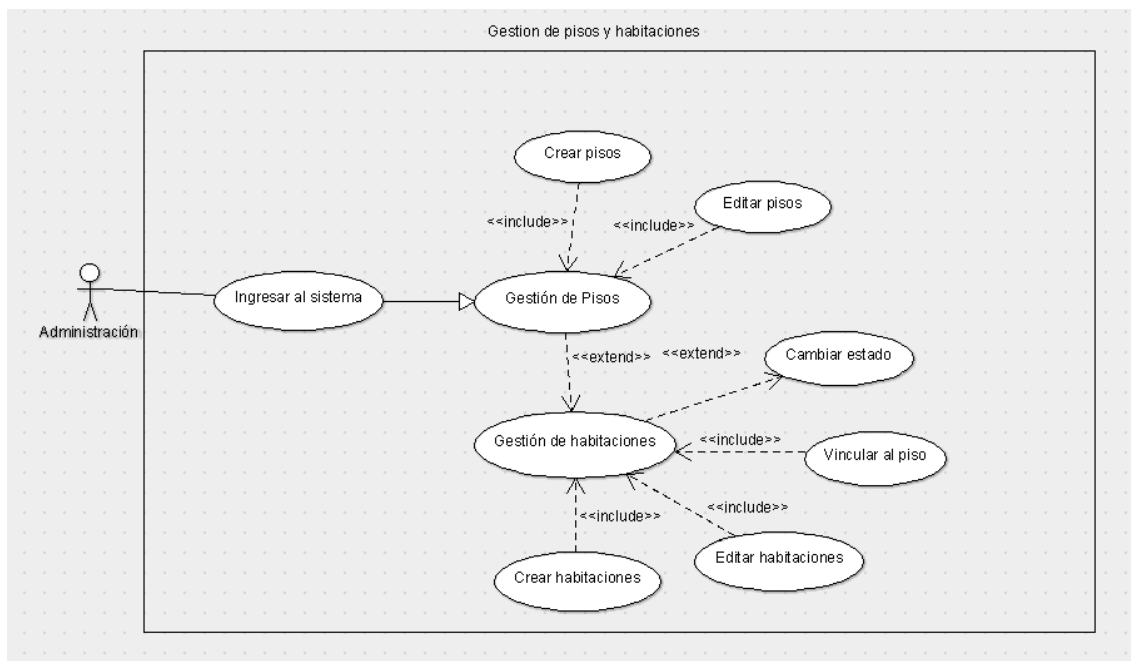 Gestion de pisos y habitaciones
Crear pisos
Editar pisos
<<include>>
<<include>>
Ingresar al sistema
Gestión de Pisos
Administración
<<extend>>
<<extend>>
Cambiar estado
Gestión de habitaciones
<<include>>
Vincular al piso
<<include>>
<<include>>
Editar habitaciones
Crear habitaciones